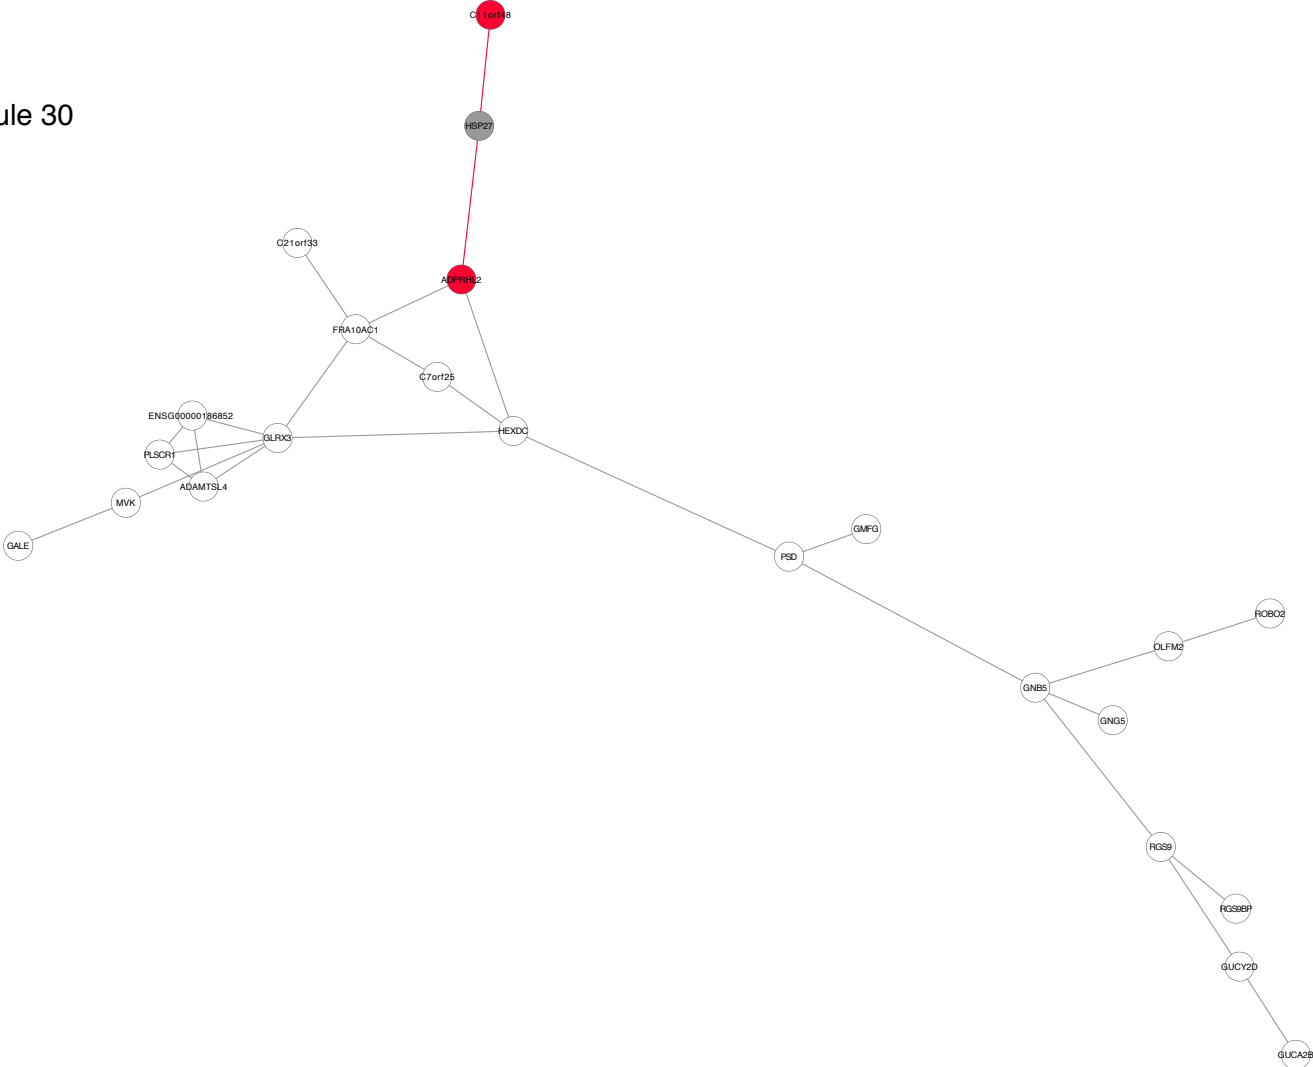 C11orf48
ule 30
HSP27
C21orf33
ADPRHL2
FRA10AC1
C7orf25
ENSG00000186852
HEXDC
GLRX3
PLSCR1
ADAMTSL4
MVK
GALE
GMFG
PSD
ROBO2
OLFM2
GNB5
GNG5
RGS9
RGS9BP
GUCY2D
GUCA2B